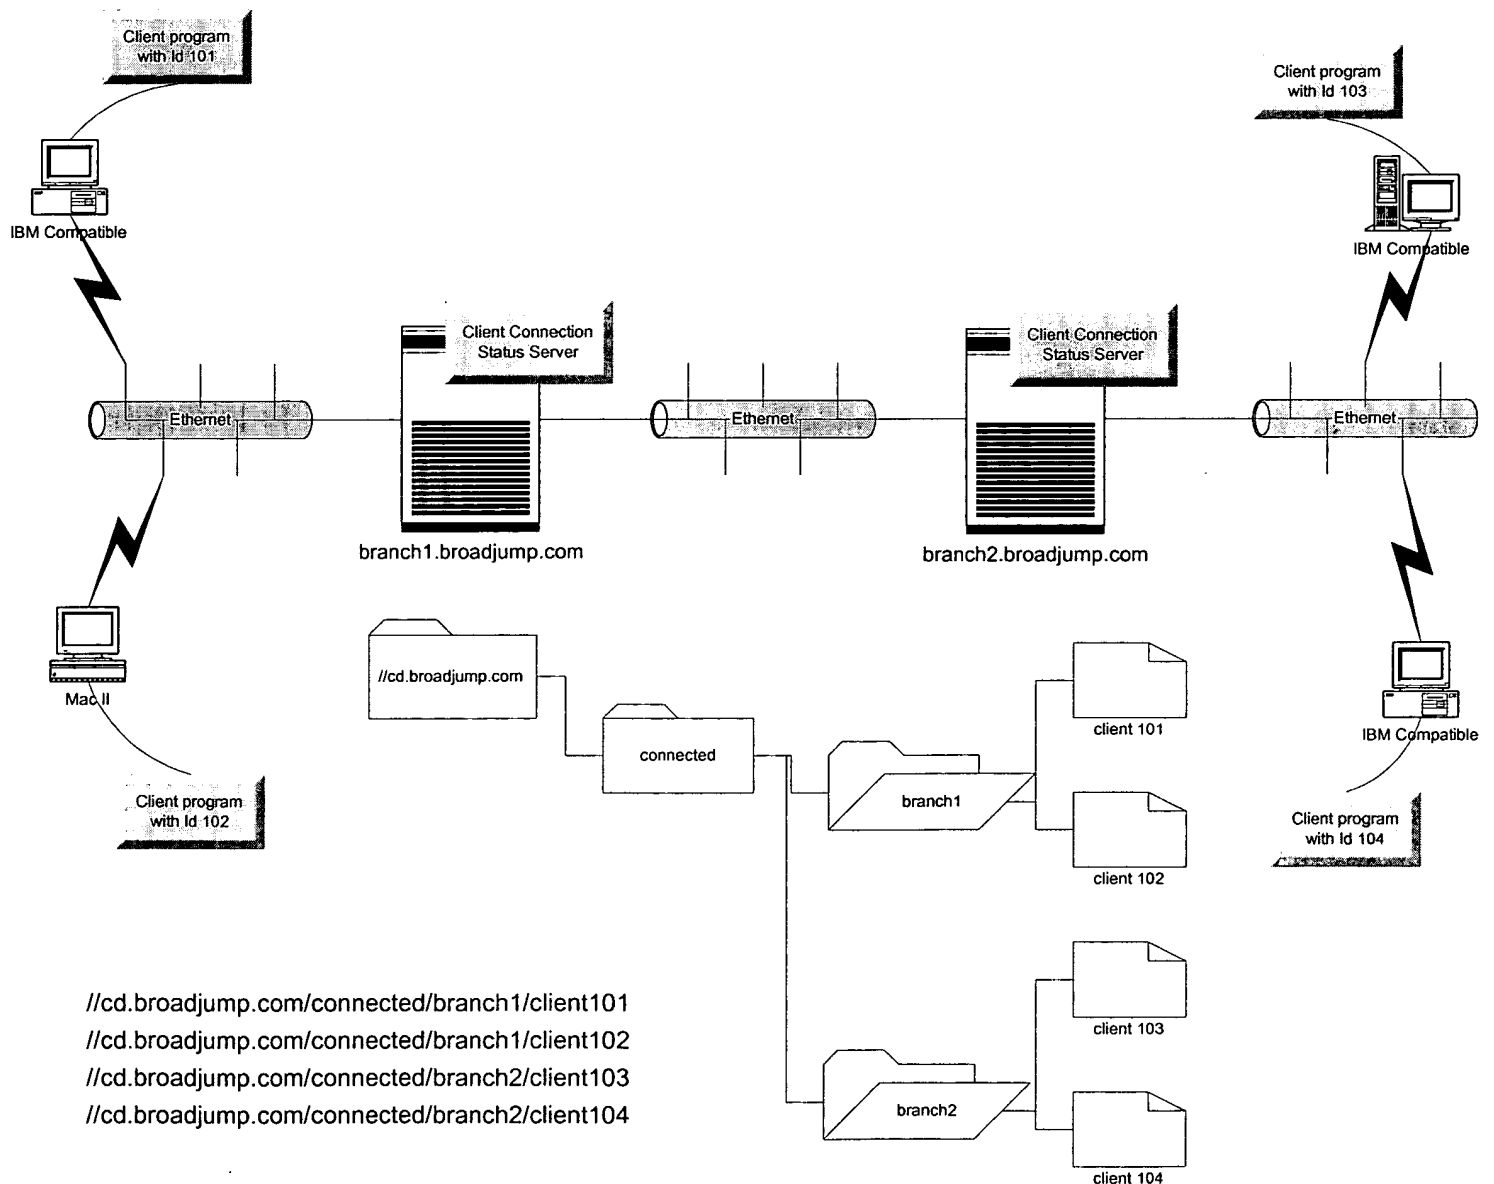 Client program
with Id 101
Client program
with Id 103
IBM Compatible
IBM Compatible
Client Connection
Status Server
Client Connection
Status Server
Ethernet
Ethernet
Ethernet
branch1.broadjump.com
branch2.broadjump.com
//cd.broadjump.com
Mac II
connected
client 101
IBM Compatible
Client program
with Id 102
branch1
Client program
with Id 104
client 102
//cd.broadjump.com/connected/branch1/client101
//cd.broadjump.com/connected/branch1/client102
//cd.broadjump.com/connected/branch2/client103
//cd.broadjump.com/connected/branch2/client104
client 103
branch2
client 104